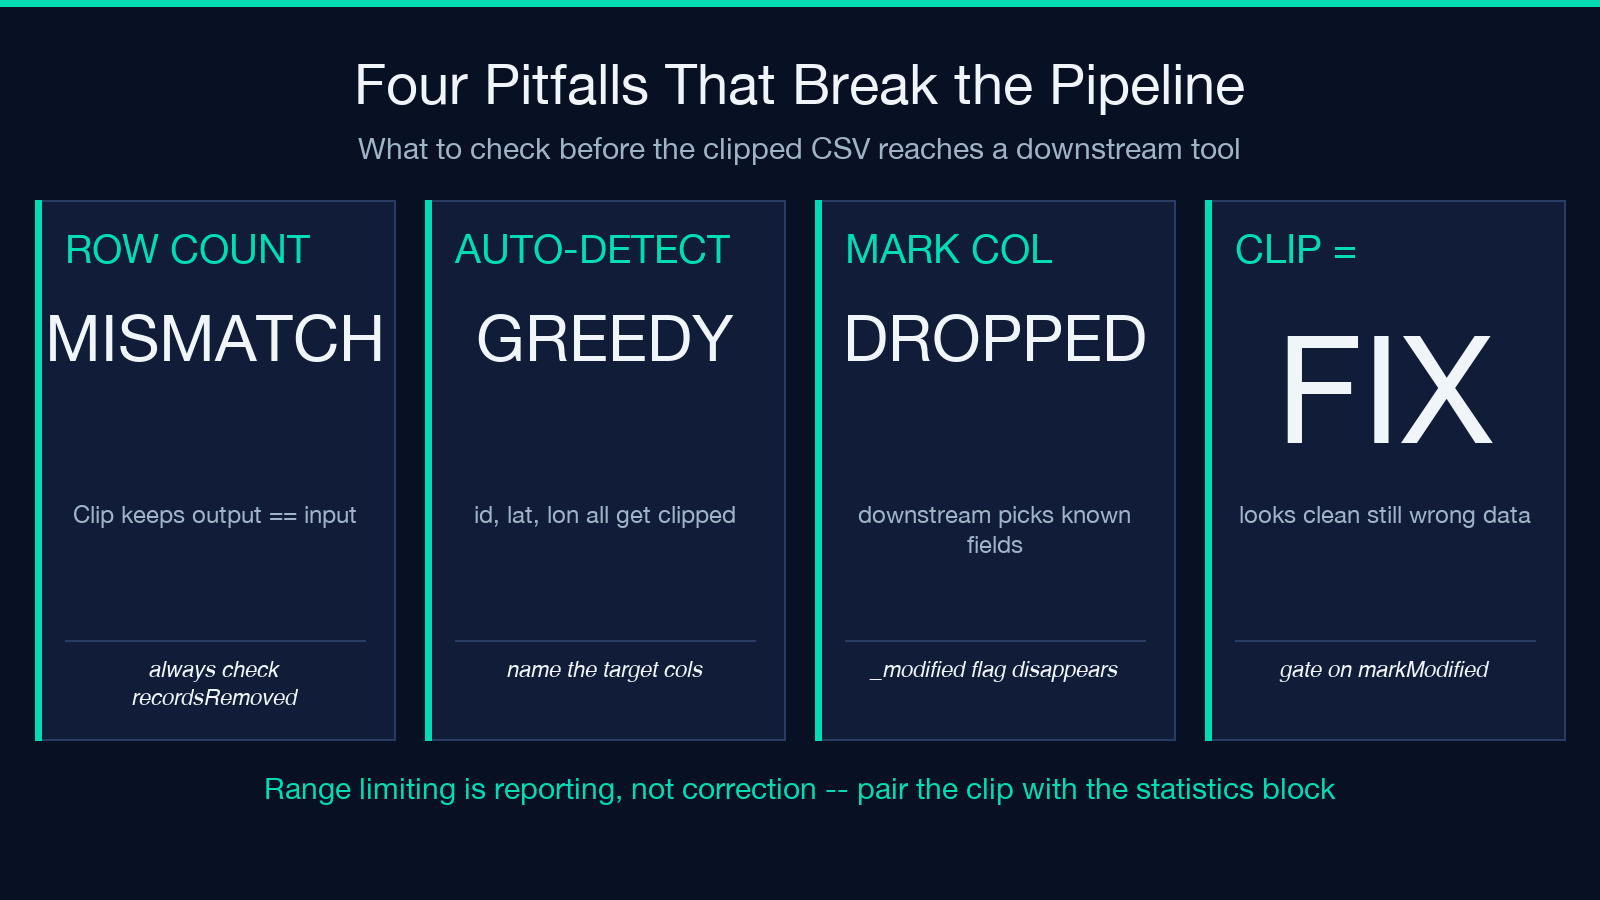 Four Pitfalls That Break the Pipeline
What to check before the clipped CSV reaches a downstream tool
ROW COUNT
MISMATCH
Clip keeps output == input
always check
recordsRemoved
AUTO-DETECT
GREEDY
id, lat, lon all get clipped
name the target cols
MARK COL
DROPPED
downstream picks known
fields
_modified flag disappears
CLIP =
FIX
looks clean still wrong data
gate on markModified
Range limiting is reporting, not correction -- pair the clip with the statistics block